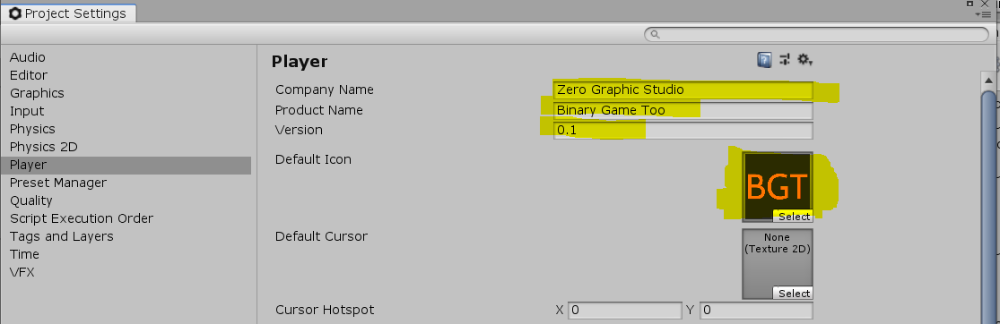 Project Settings
Audio
Editor
Graphics
Input
Physics
Physics 2D
Player
Preset Manager
Quality
Script Execution Order
Tags and Layers
Time
VFX
Player
Company Name Zero Graphic Studio
Product Name Binary Game Too
Version 0.1
Default Icon
BGT
Select
Default Cursor
None
(Texture 2D)
Select
Cursor Hotspot X 0 Y 0